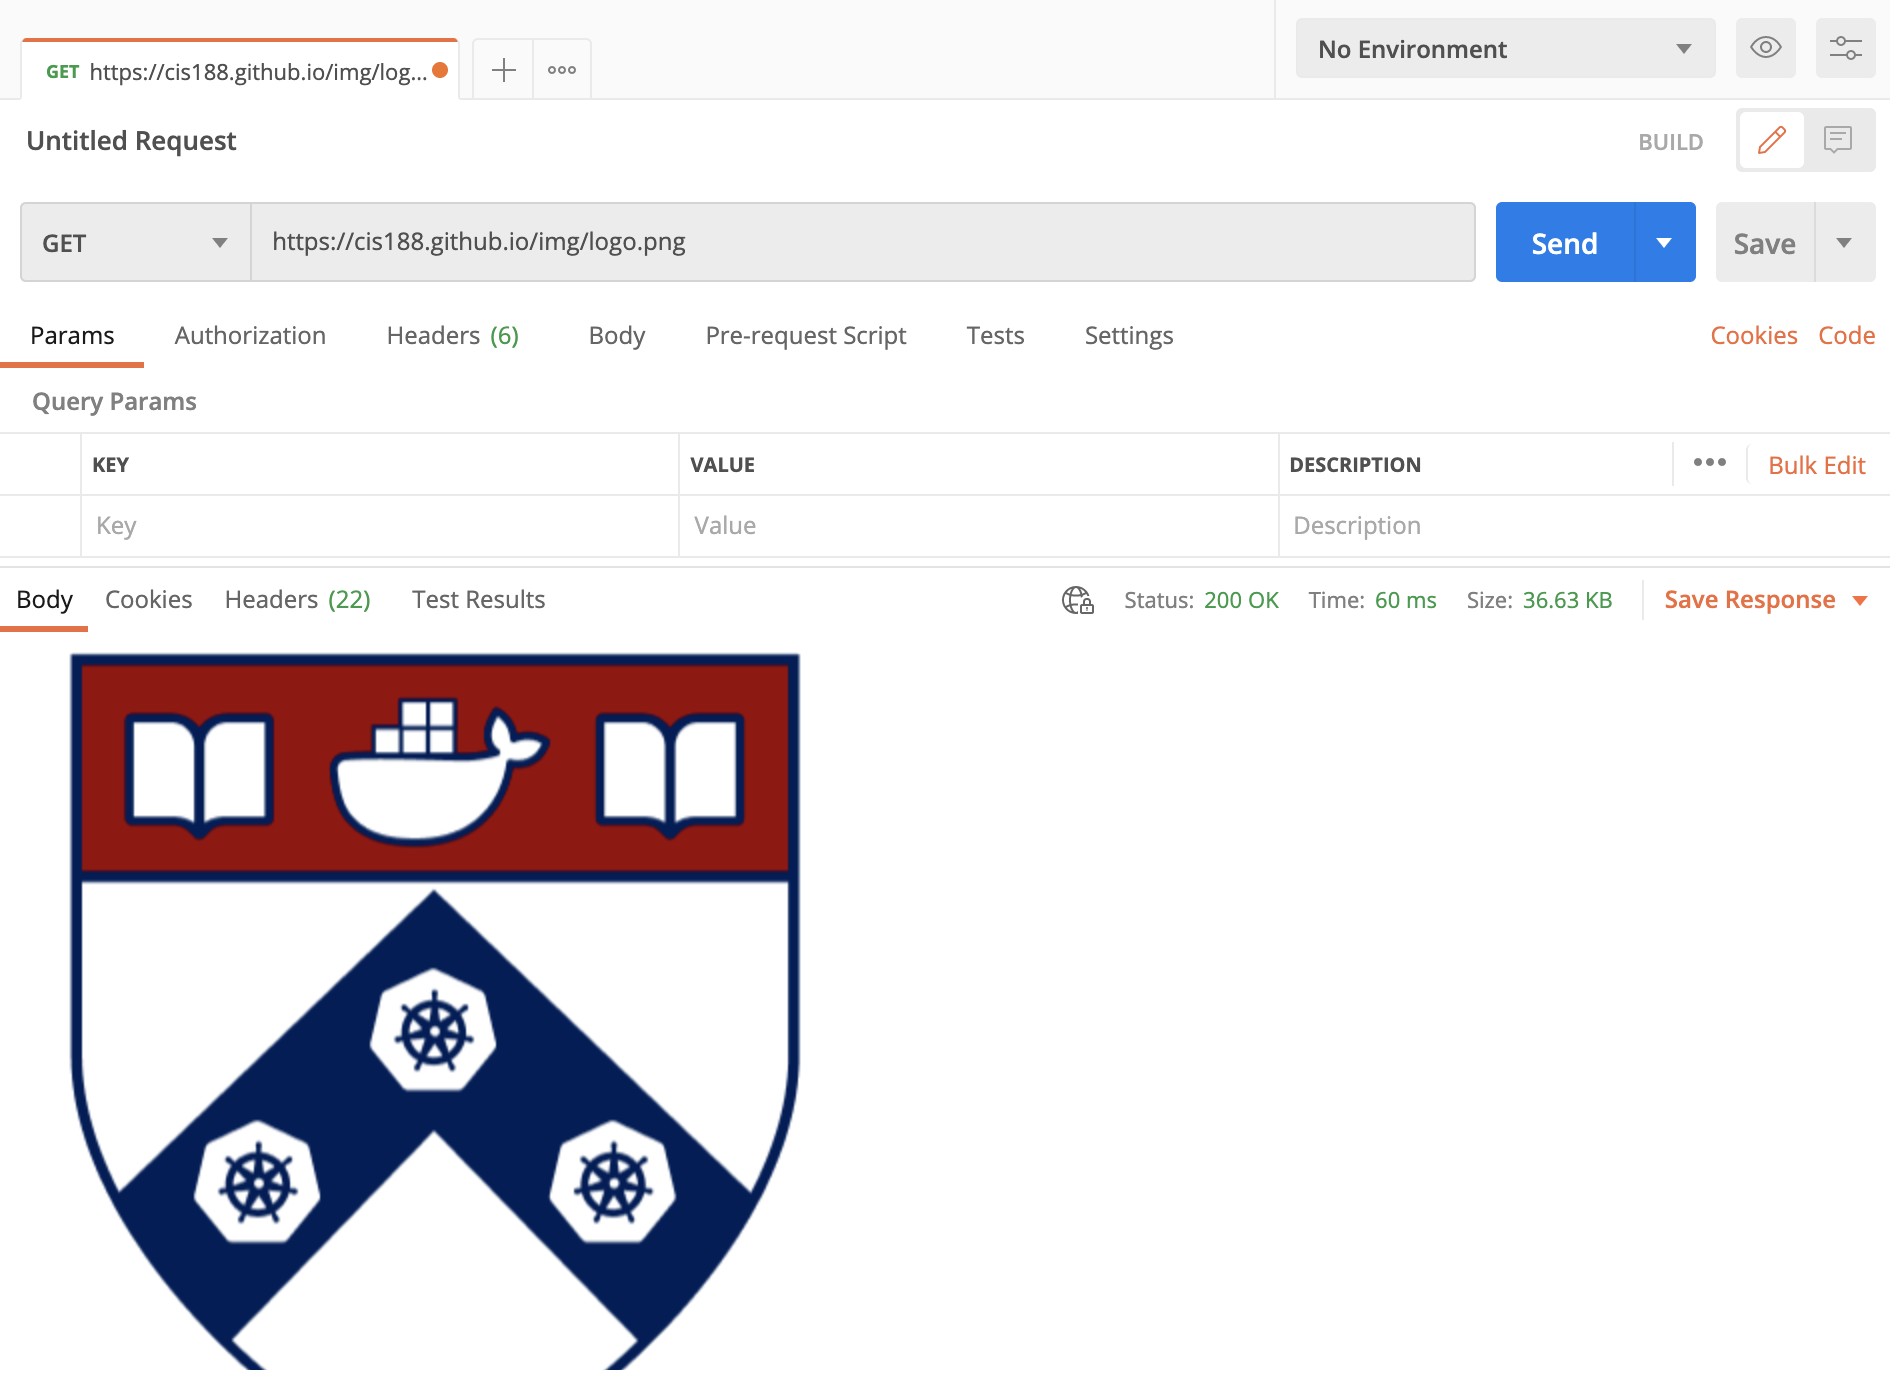 GET https://cis188.github.io/img/log...
No Environment
Untitled Request
BUILD
GET
https://cis188.github.io/img/logo.png
Send
Save
Params Authorization Headers (6) Body Pre-request Script Tests Settings Cookies Code
Query Params
KEY VALUE DESCRIPTION Bulk Edit
Key Value Description
Body Cookies Headers (22) Test Results Status: 200 OK Time: 60 ms Size: 36.63 KB Save Response